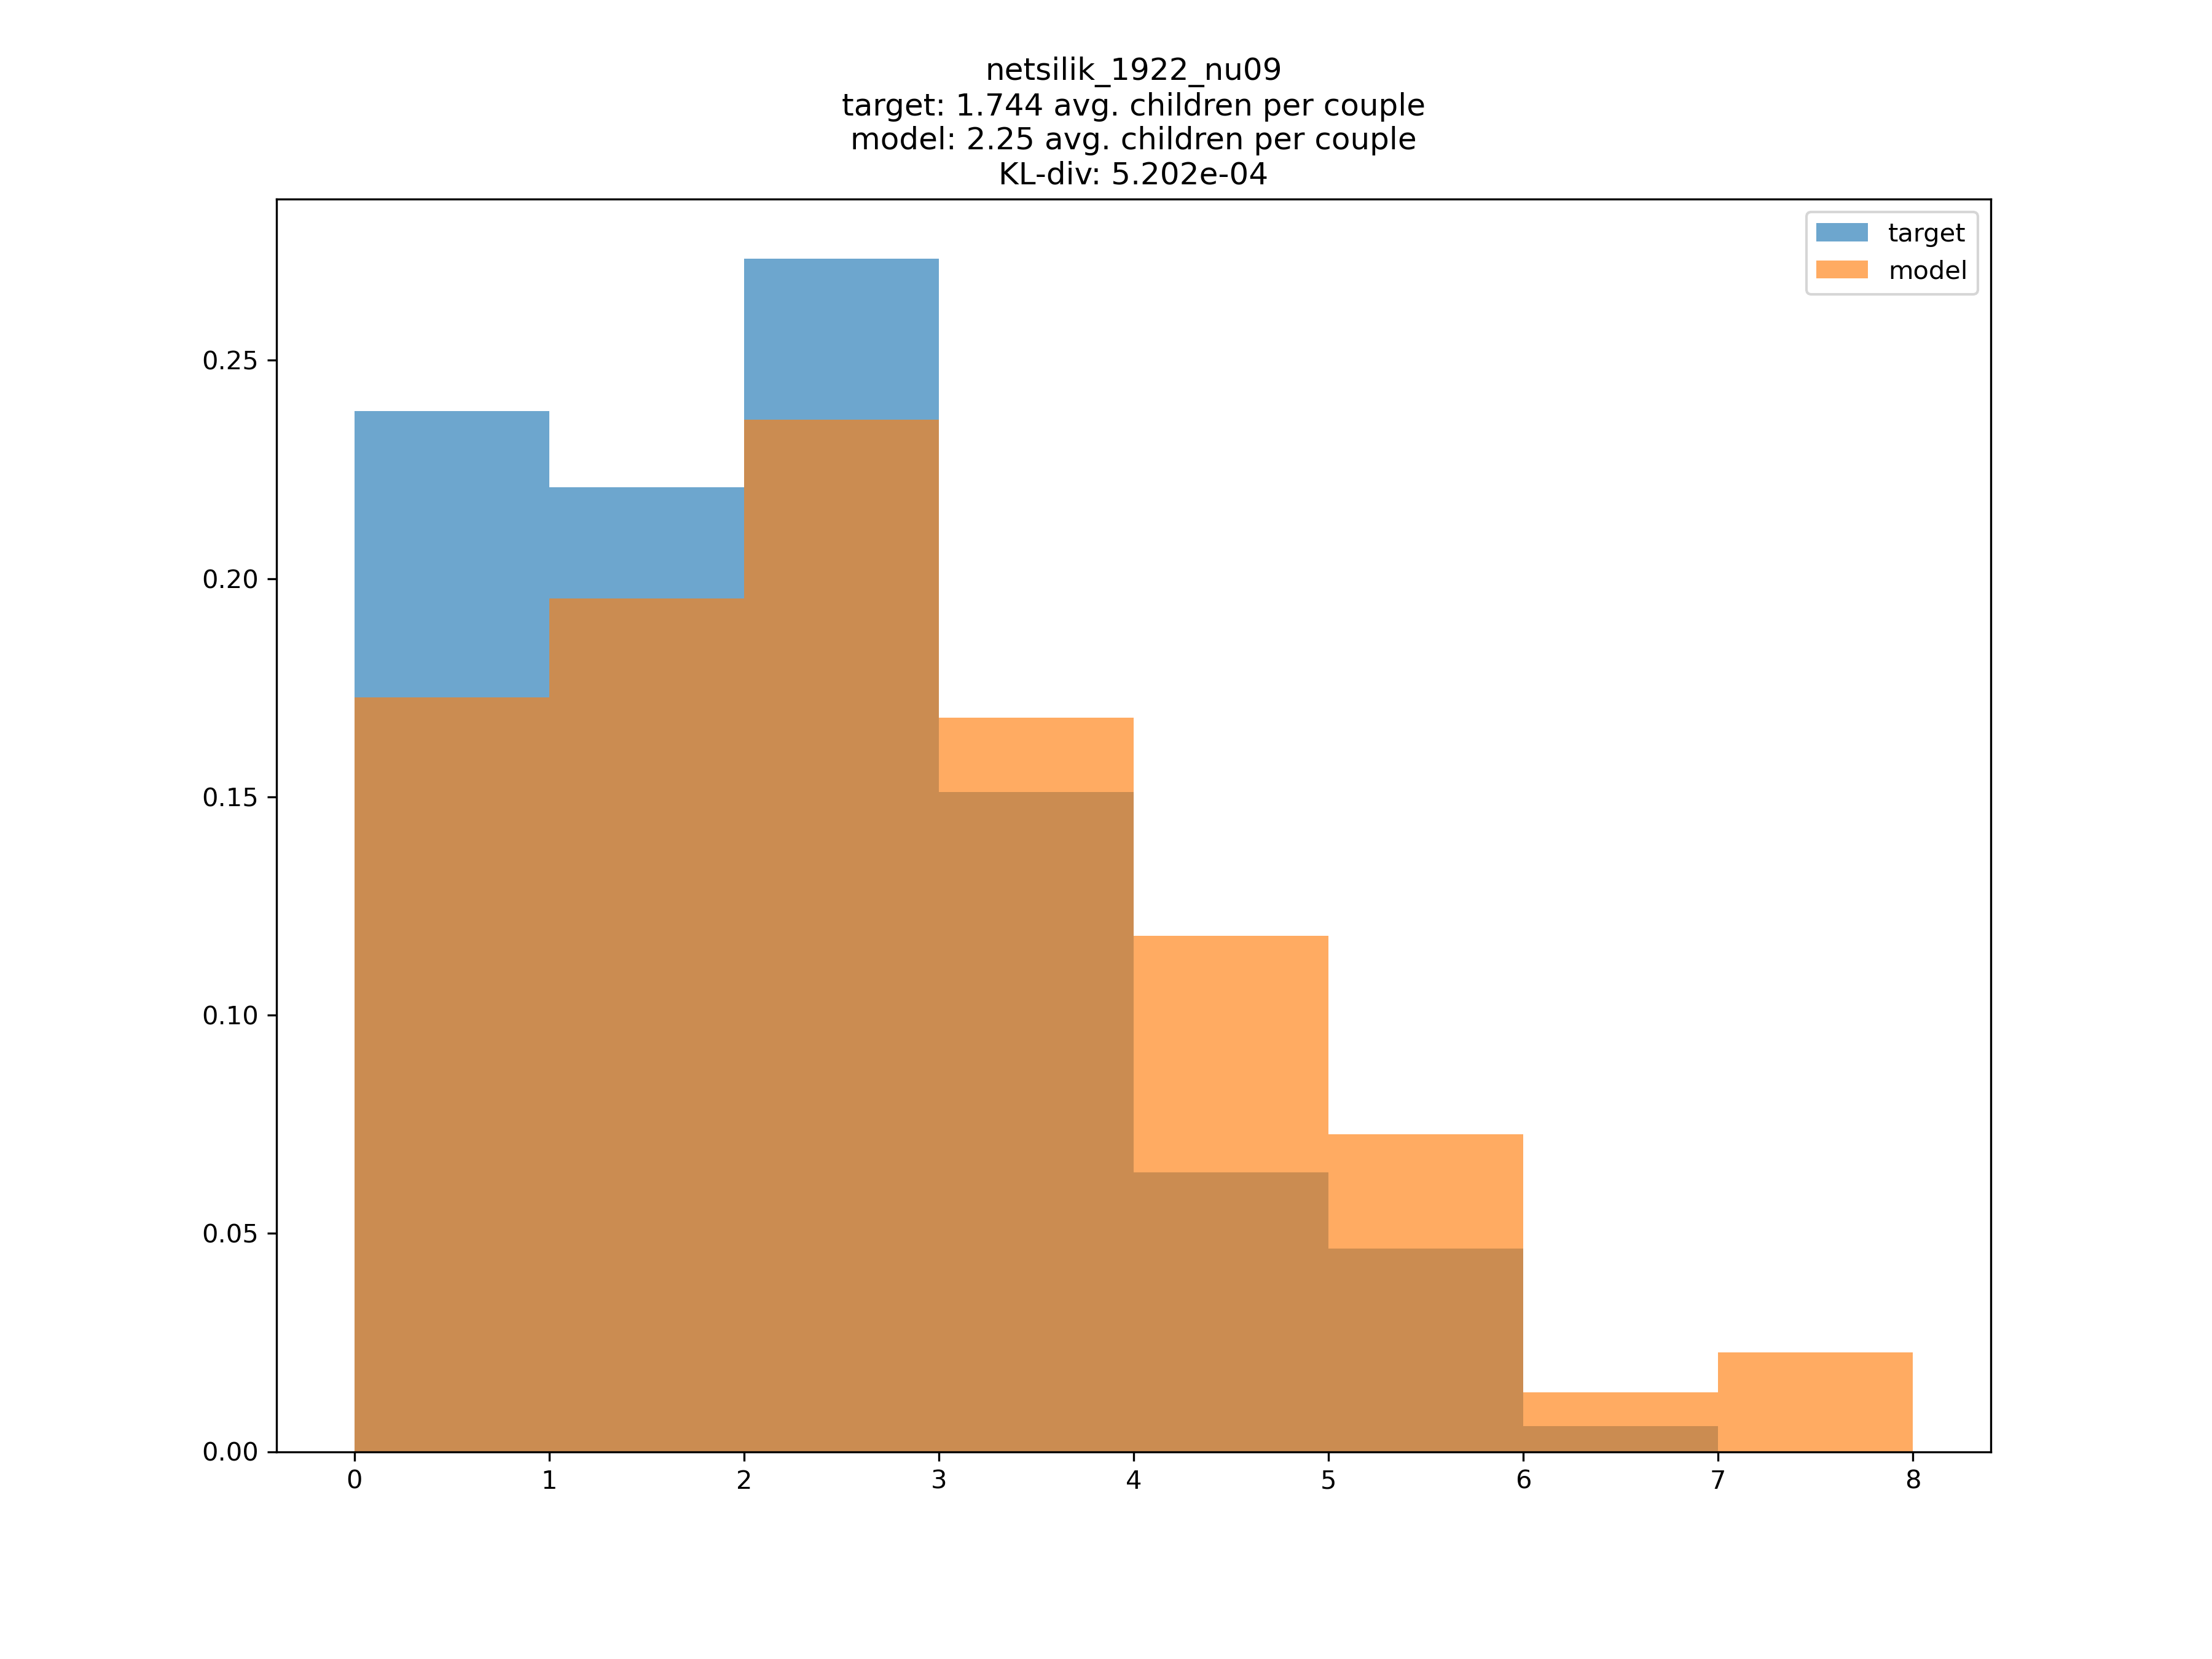 netsilik_1922_nu09
target: 1.744 avg. children per couple
model: 2.25 avg. children per couple
KL-div: 5.202e-04
target
model
0.25
0.20
0.15
0.10
0.05
0.00
0 1 2 3 4 5 6 7 8